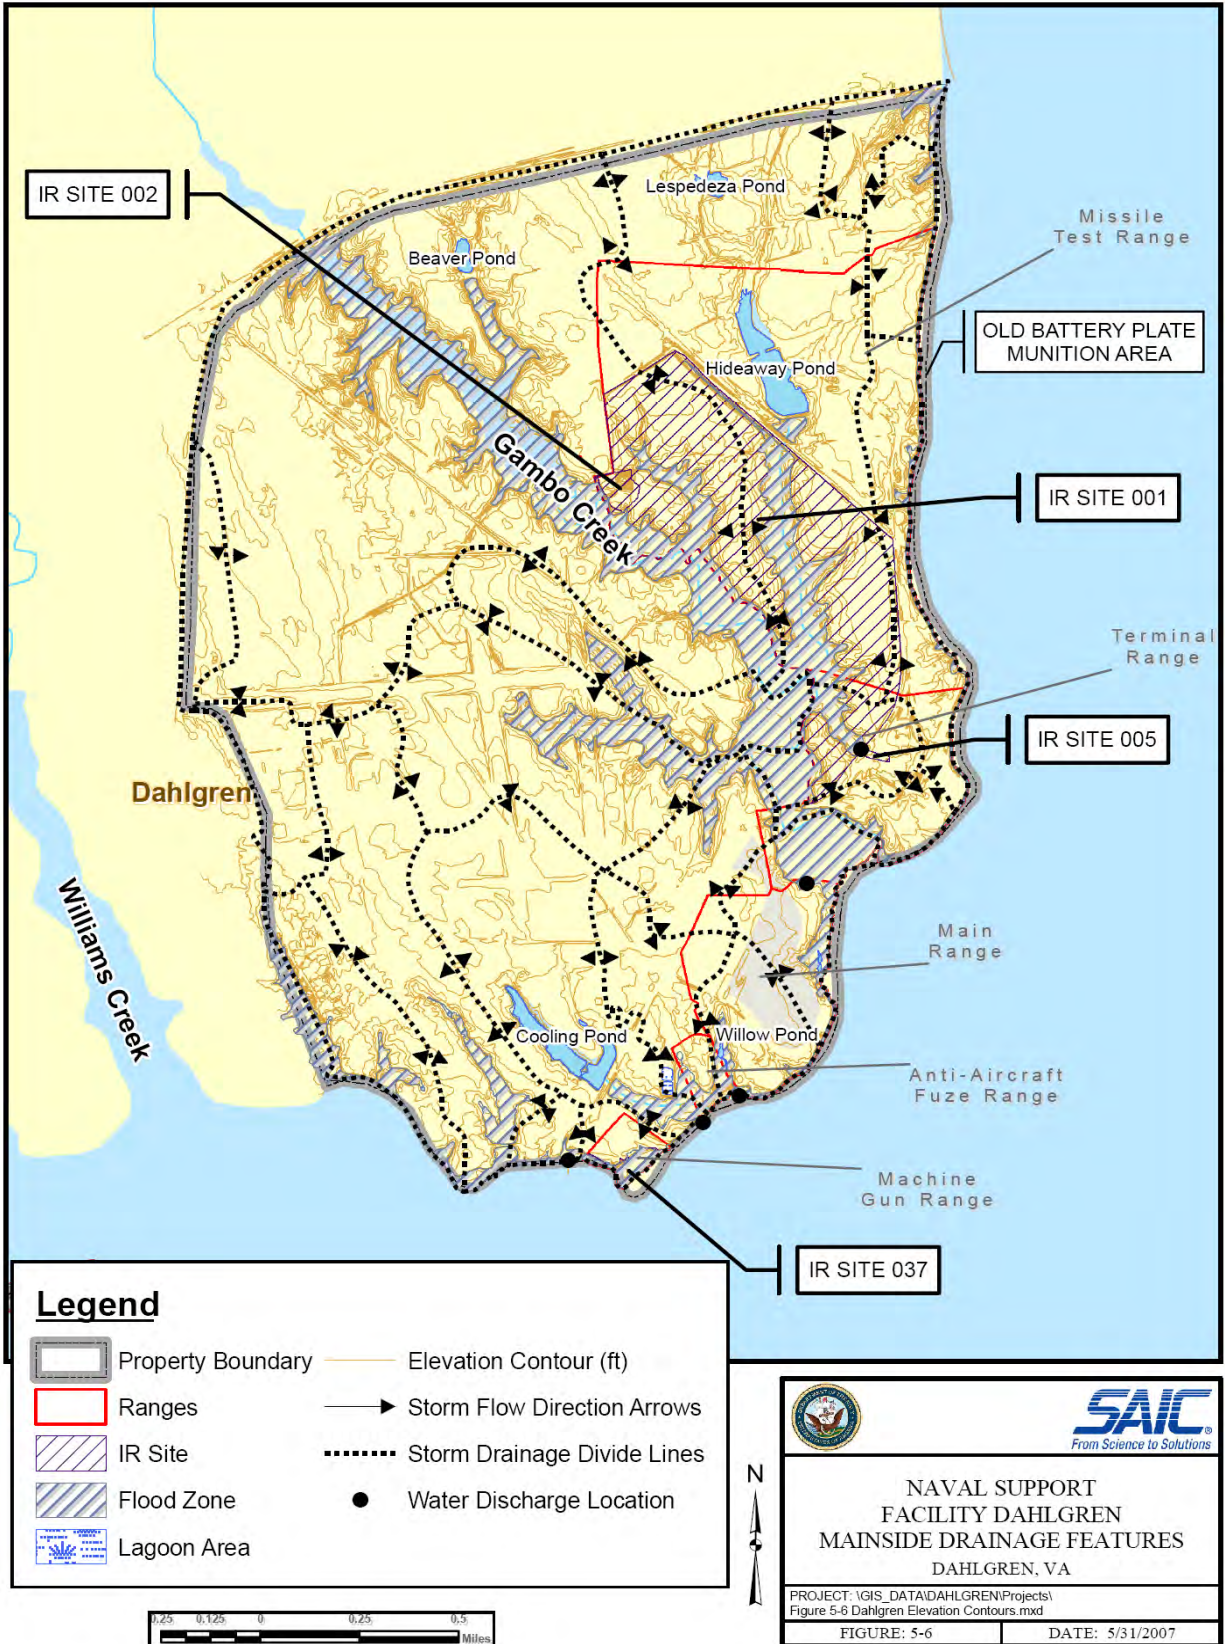 IR SITE 002
Lespedeza Pond
Beaver Pond
Missile
Test Range
OLD BATTERY PLATE
MUNITION AREA
Hideaway Pond
Gambo Creek
IR SITE 001
Terminal
Range
IR SITE 005
Dahlgren
Williams Creek
Main
Range
Cooling Pond
Willow Pond
Anti-Aircraft
Fuze Range
Machine
Gun Range
IR SITE 037
Legend
Property Boundary
Elevation Contour (ft)
Ranges
Storm Flow Direction Arrows
IR Site
Storm Drainage Divide Lines
Flood Zone
Water Discharge Location
Lagoon Area
N
0.25 0.125 0 0.25 0.5
Miles
SAIC®
From Science to Solutions
NAVAL SUPPORT
FACILITY DAHLGREN
MAINSIDE DRAINAGE FEATURES
DAHLGREN, VA
PROJECT: \GIS_DATA\DAHLGREN\Projects\
Figure 5-6 Dahlgren Elevation Contours.mxd
FIGURE: 5-6
DATE: 5/31/2007